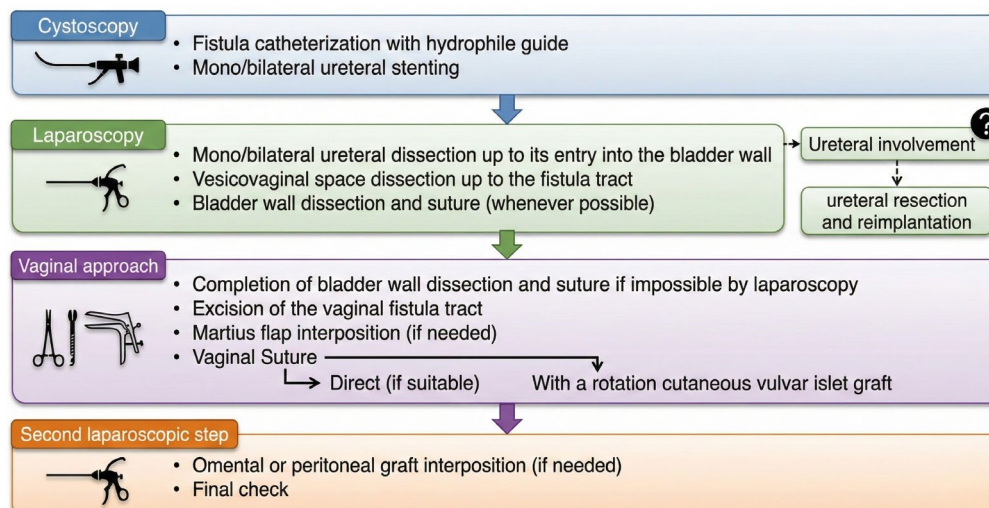 Cystoscopy
• Fistula catheterization with hydrophile guide
• Mono/bilateral ureteral stenting
Laparoscopy
• Mono/bilateral ureteral dissection up to its entry into the bladder wall
• Vesicovaginal space dissection up to the fistula tract
• Bladder wall dissection and suture (whenever possible)
?
Ureteral involvement
ureteral resection
and reimplantation
Vaginal approach
• Completion of bladder wall dissection and suture if impossible by laparoscopy
• Excision of the vaginal fistula tract
• Martius flap interposition (if needed)
• Vaginal Suture
Direct (if suitable)
With a rotation cutaneous vulvar islet graft
Second laparoscopic step
• Omental or peritoneal graft interposition (if needed)
• Final check